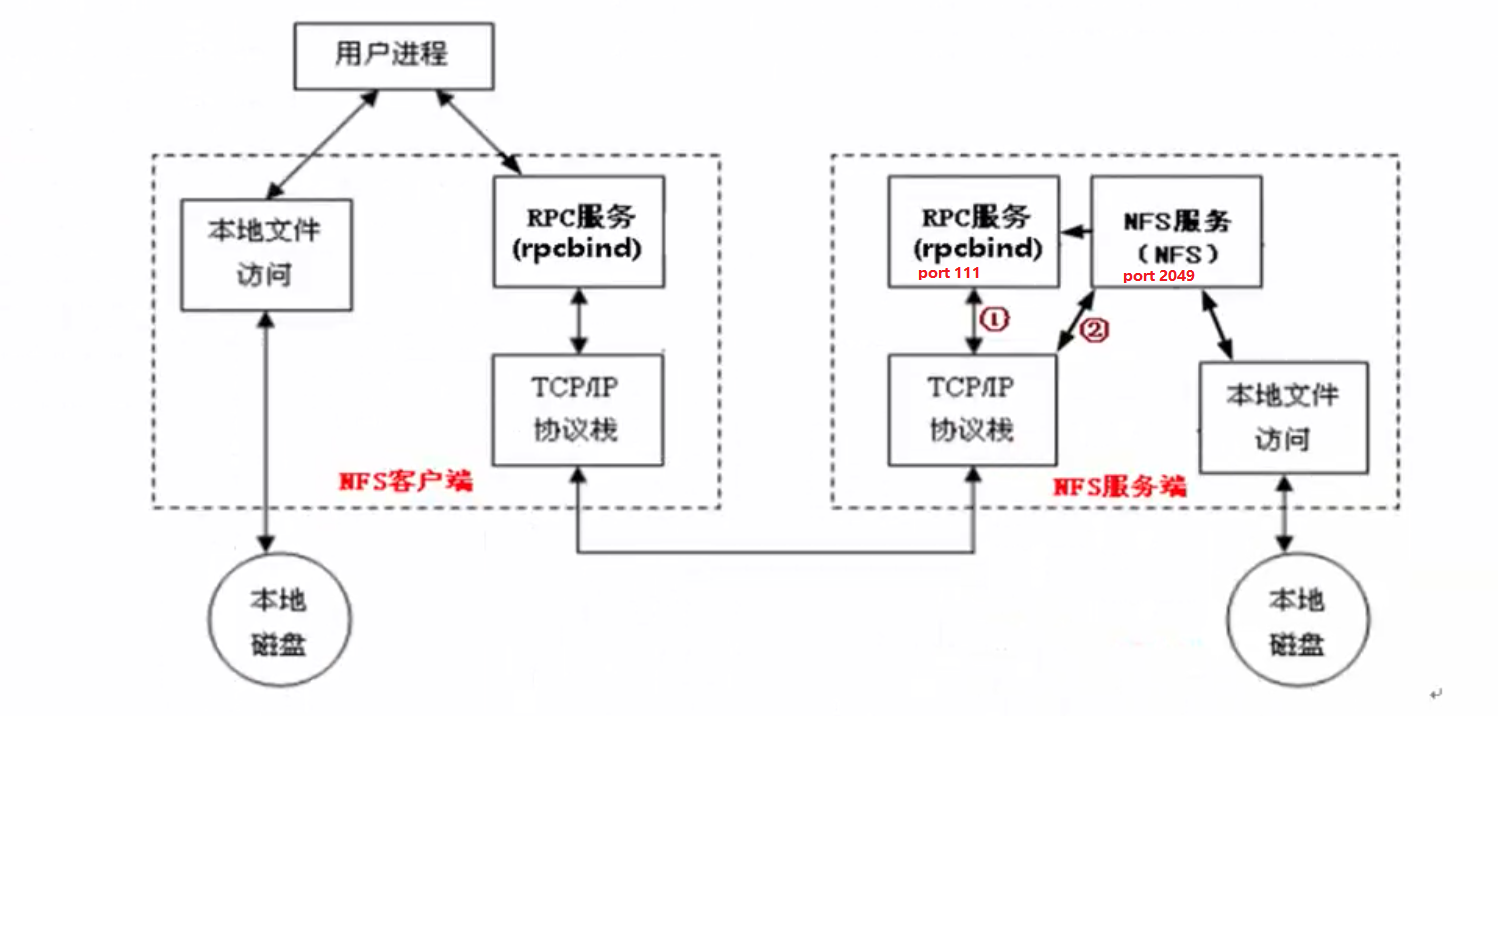 用户进程
本地文件
访问
RPC服务
(rpcbind)
TCP/IP
协议栈
NFS客户端
本地
磁盘
RPC服务
(rpcbind)
port 111
NFS服务
(NFS)
port 2049
①
②
TCP/IP
协议栈
本地文件
访问
NFS服务端
本地
磁盘